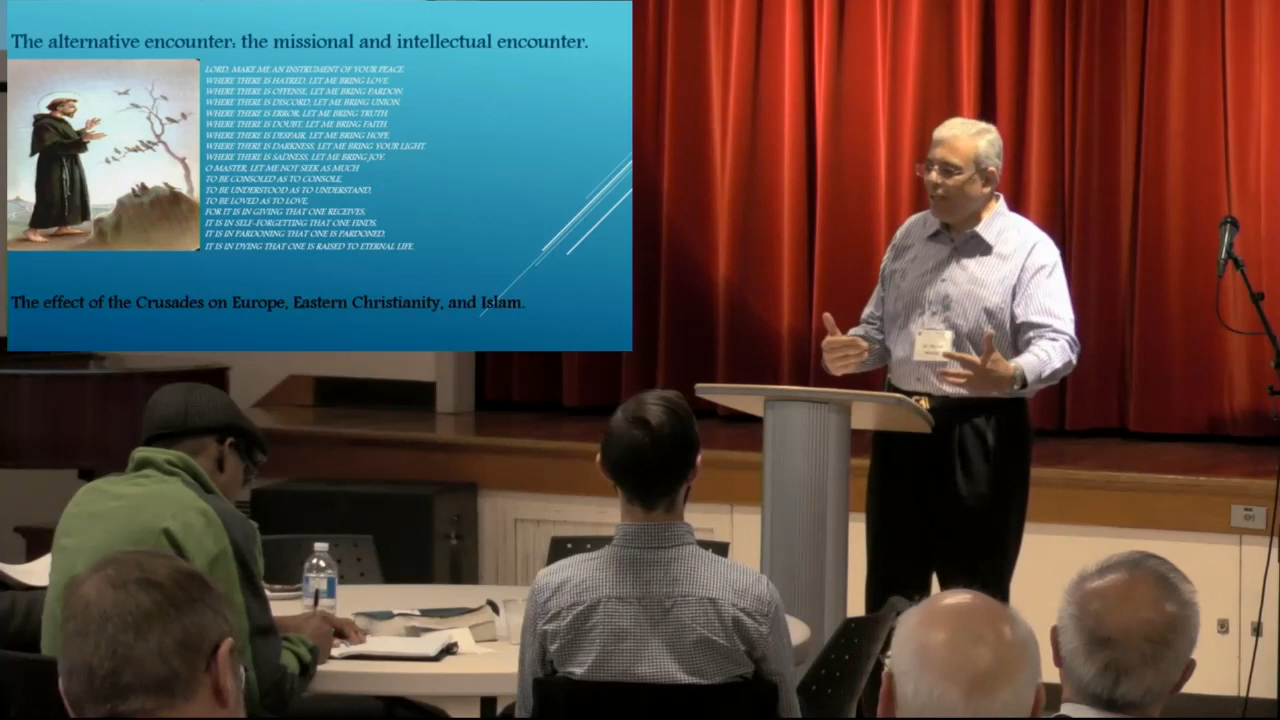 The alternative encounter: the missional and intellectual encounter.
LORD, MAKE ME AN INSTRUMENT OF YOUR PEACE.
WHERE THERE IS HATRED, LET ME BRING LOVE.
WHERE THERE IS OFFENSE, LET ME BRING PARDON.
WHERE THERE IS DISCORD, LET ME BRING UNION.
WHERE THERE IS ERROR, LET ME BRING TRUTH.
WHERE THERE IS DOUBT, LET ME BRING FAITH.
WHERE THERE IS DESPAIR, LET ME BRING HOPE.
WHERE THERE IS DARKNESS, LET ME BRING YOUR LIGHT.
WHERE THERE IS SADNESS, LET ME BRING JOY.
O MASTER, LET ME NOT SEEK AS MUCH
TO BE CONSOLED AS TO CONSOLE,
TO BE UNDERSTOOD AS TO UNDERSTAND,
TO BE LOVED AS TO LOVE,
FOR IT IS IN GIVING THAT ONE RECEIVES,
IT IS IN SELF-FORGETTING THAT ONE FINDS,
IT IS IN PARDONING THAT ONE IS PARDONED,
IT IS IN DYING THAT ONE IS RAISED TO ETERNAL LIFE.
The effect of the Crusades on Europe, Eastern Christianity, and Islam.